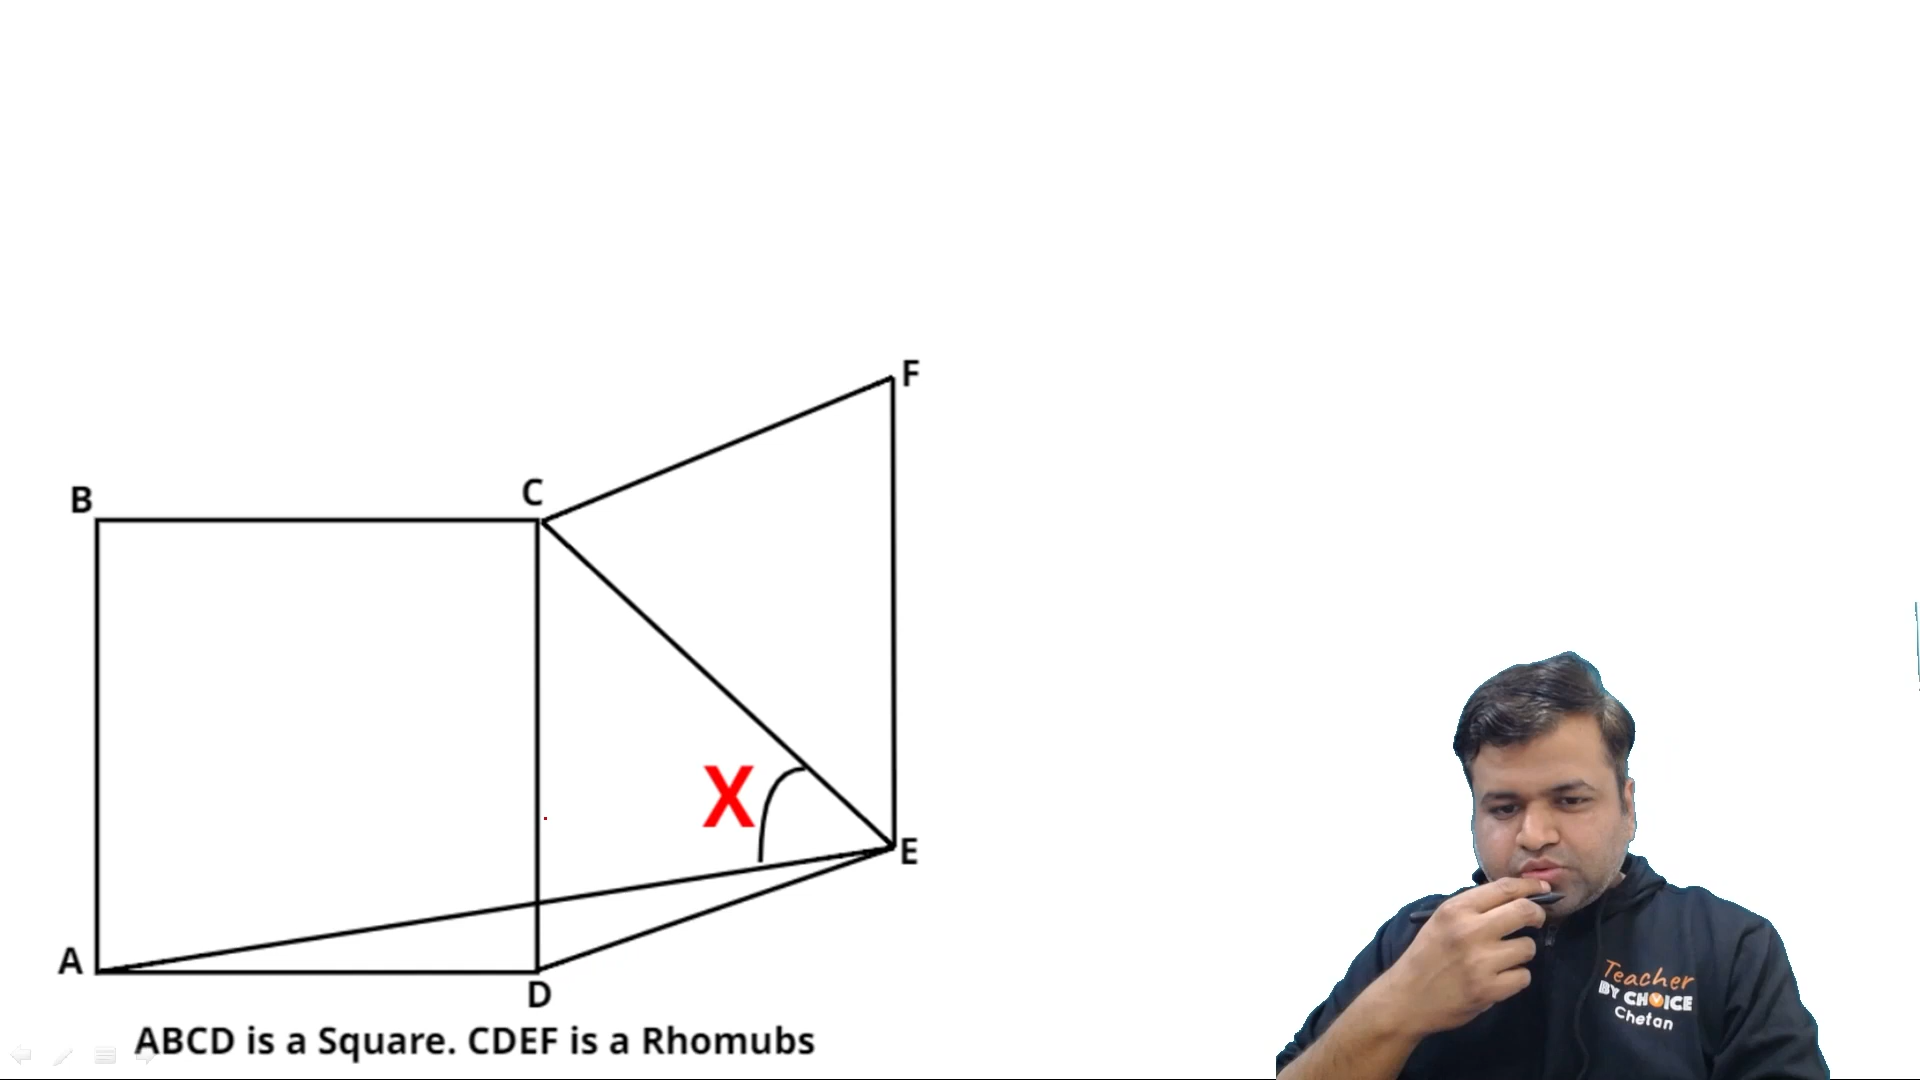 F
B
C
X
E
A
D
ABCD is a Square. CDEF is a Rhomubs
Teacher
BY CHOICE
Chetan